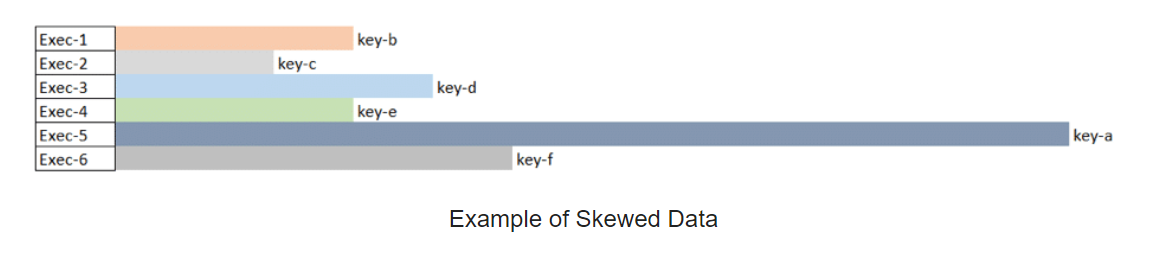 Exec-1 key-b
Exec-2 key-c
Exec-3 key-d
Exec-4 key-e
Exec-5 key-a
Exec-6 key-f
Example of Skewed Data